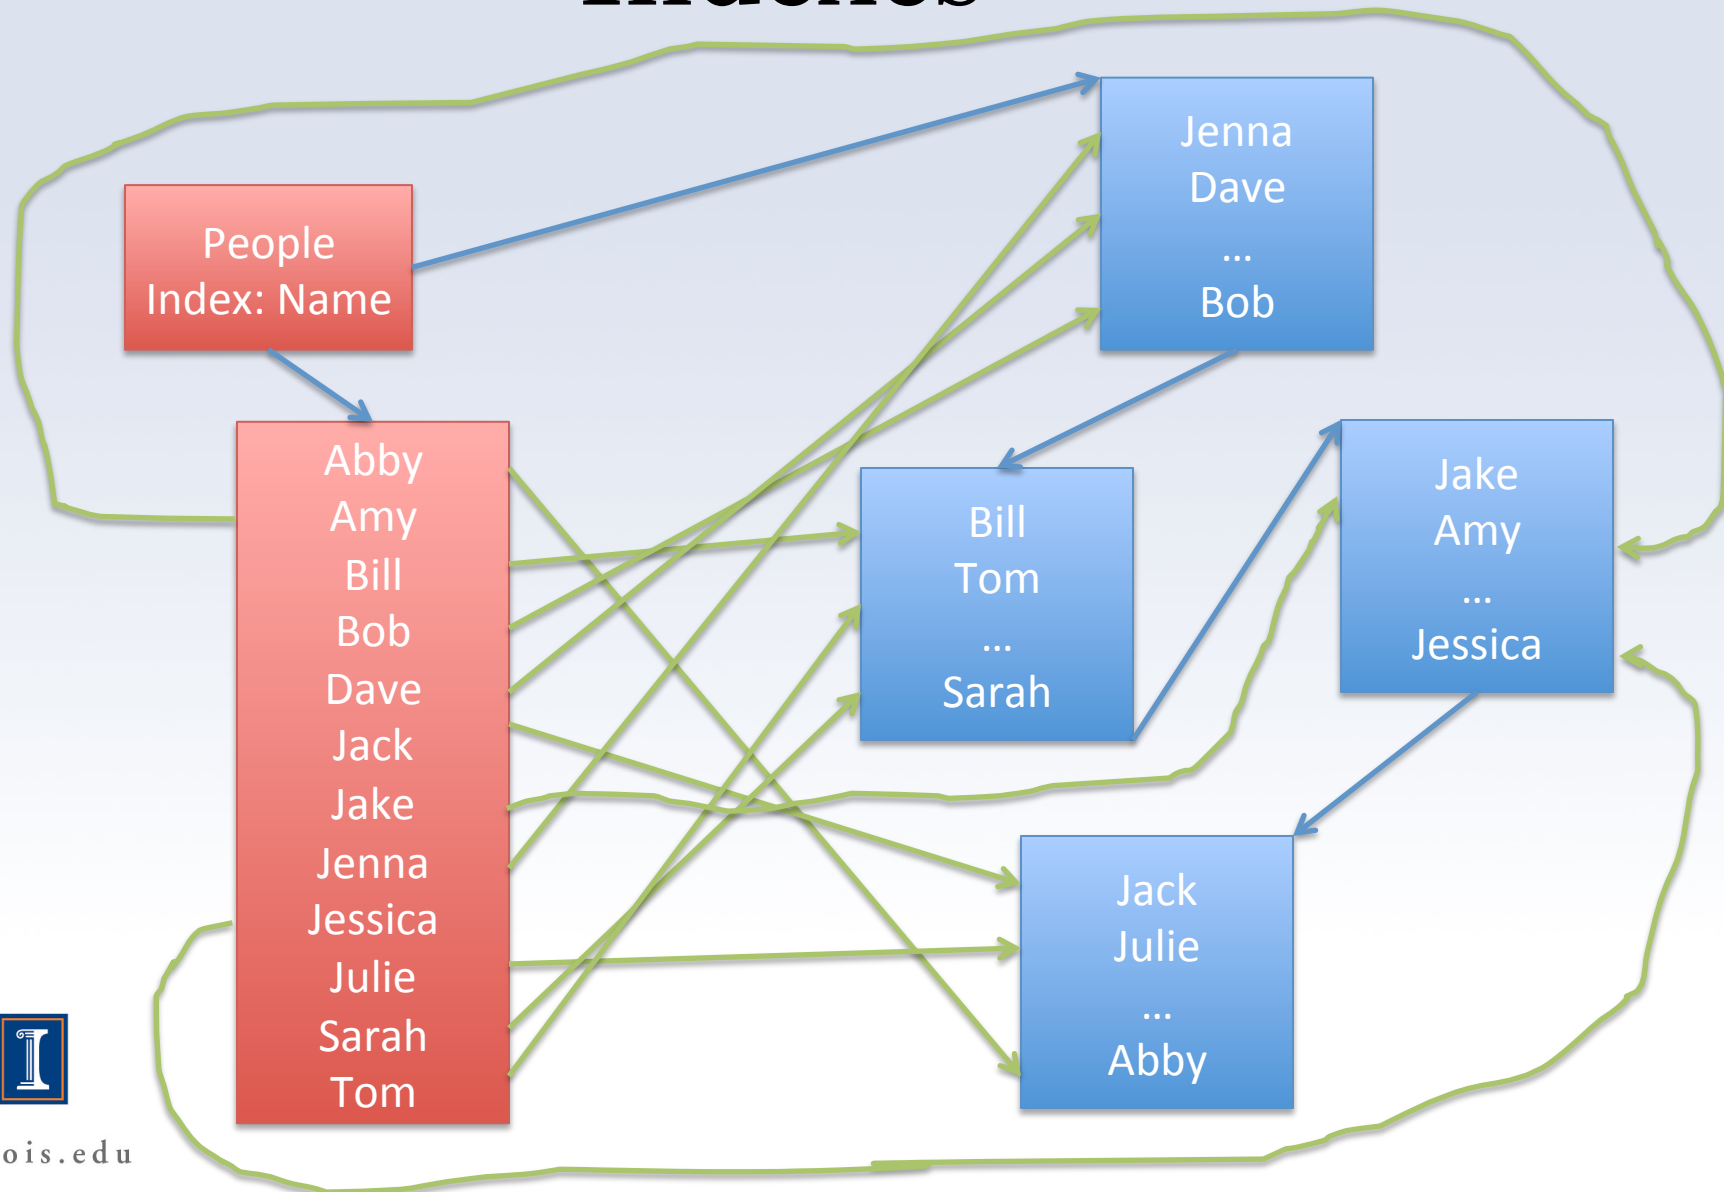 People
Index: Name
Abby
Amy
Bill
Bob
Dave
Jack
Jake
Jenna
Jessica
Julie
Sarah
Tom
Jenna
Dave
...
Bob
Bill
Tom
...
Sarah
Jake
Amy
...
Jessica
Jack
Julie
...
Abby
ois.edu